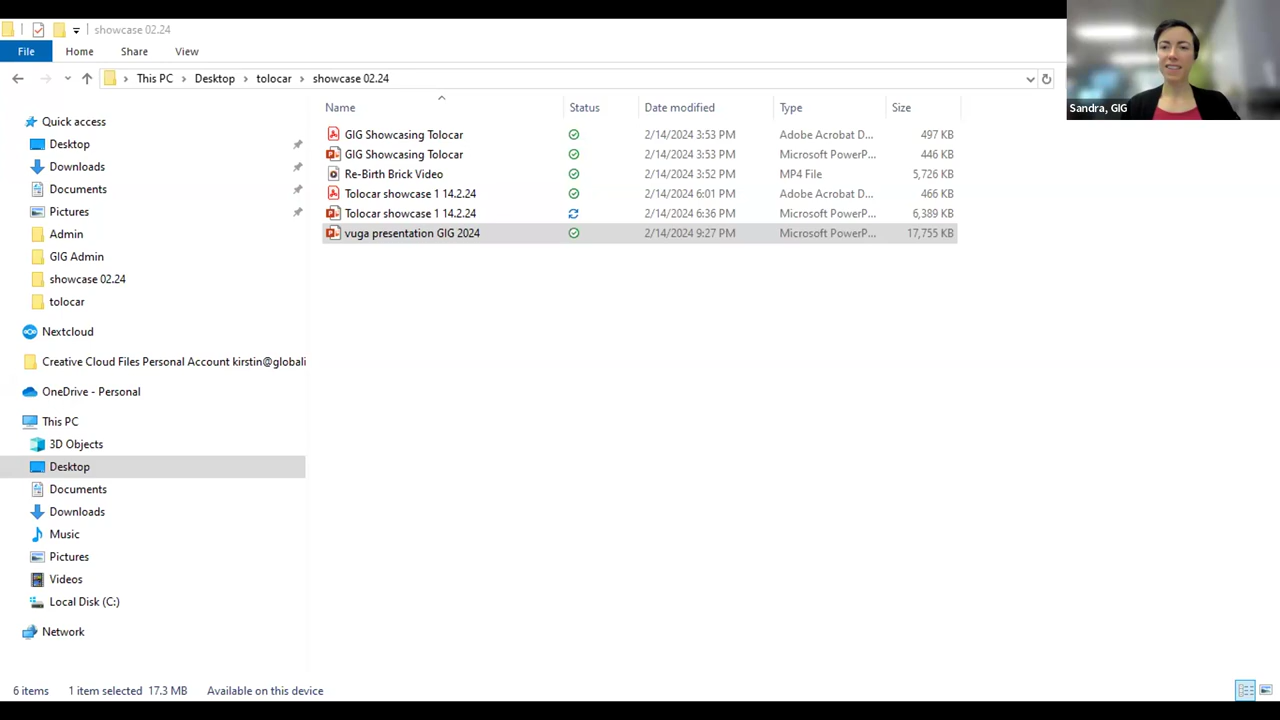 showcase 02.24
File Home Share View
This PC Desktop tolocar showcase 02.24
Name Status Date modified Type Size
GIG Showcasing Tolocar 2/14/2024 3:53 PM Adobe Acrobat D... 497 KB
GIG Showcasing Tolocar 2/14/2024 3:53 PM Microsoft PowerP... 446 KB
Re-Birth Brick Video 2/14/2024 3:52 PM MP4 File 5,726 KB
Tolocar showcase 1 14.2.24 2/14/2024 6:01 PM Adobe Acrobat D... 466 KB
Tolocar showcase 1 14.2.24 2/14/2024 6:36 PM Microsoft PowerP... 6,389 KB
vuga presentation GIG 2024 2/14/2024 9:27 PM Microsoft PowerP... 17,755 KB
Quick access
Desktop
Downloads
Documents
Pictures
Admin
GIG Admin
showcase 02.24
tolocar
Nextcloud
Creative Cloud Files Personal Account kirstin@globali
OneDrive - Personal
This PC
3D Objects
Desktop
Documents
Downloads
Music
Pictures
Videos
Local Disk (C:)
Network
6 items 1 item selected 17.3 MB Available on this device
Sandra, GIG